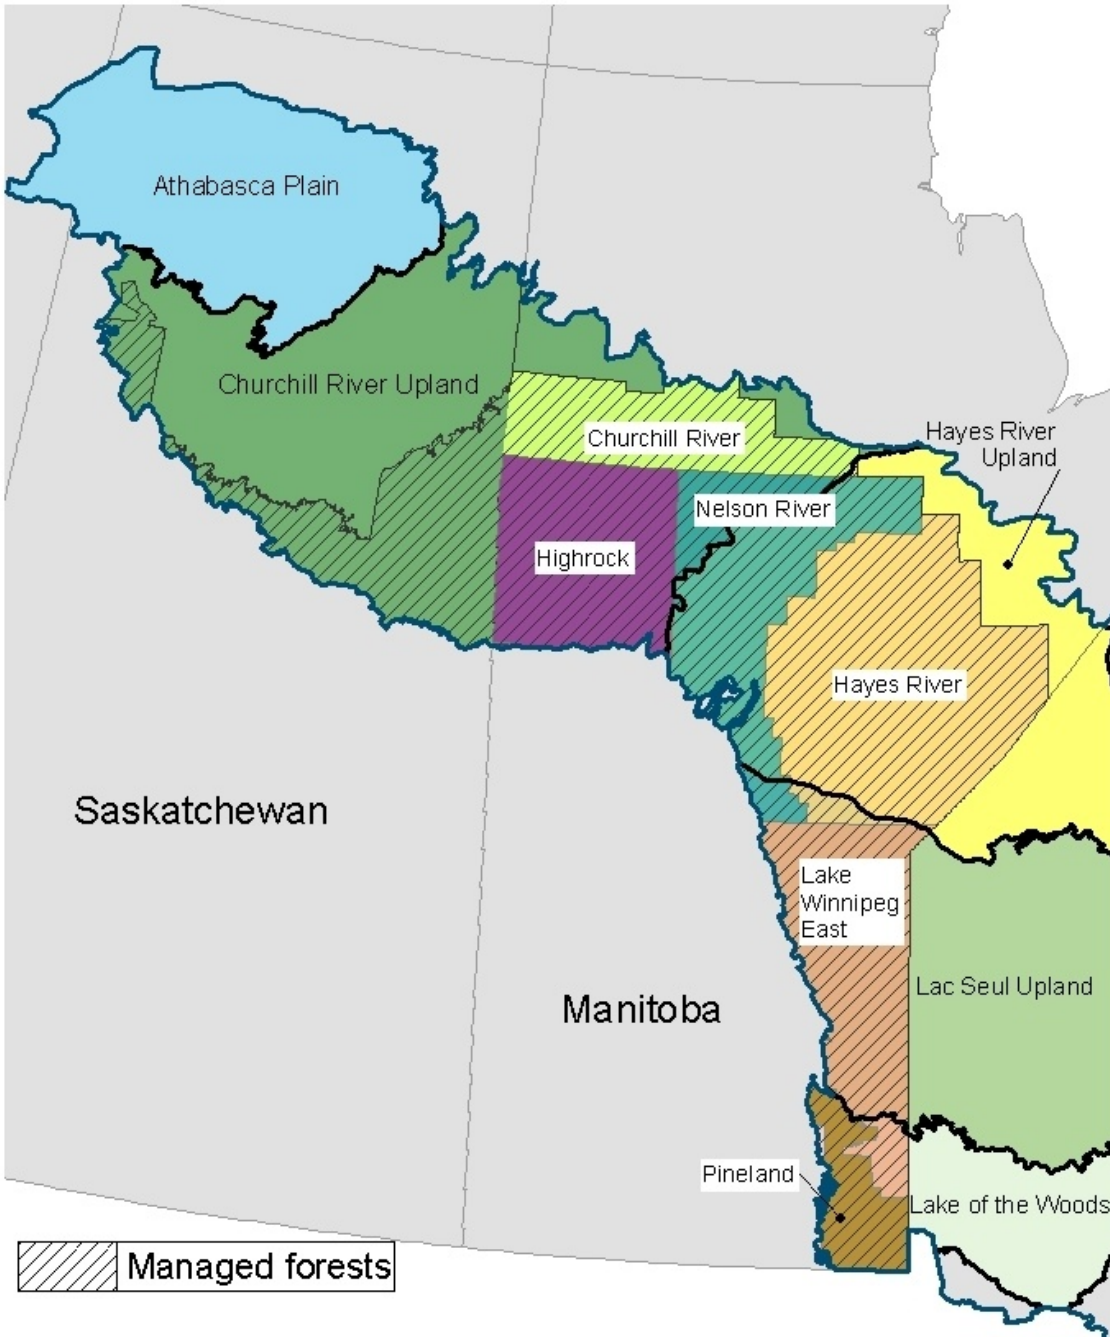 Athabasca Plain
Churchill River Upland
Churchill River
Hayes River
Upland
Nelson River
Highrock
Hayes River
Saskatchewan
Lake
Winnipeg
East
Lac Seul Upland
Manitoba
Pineland
Lake of the Woods
Managed forests